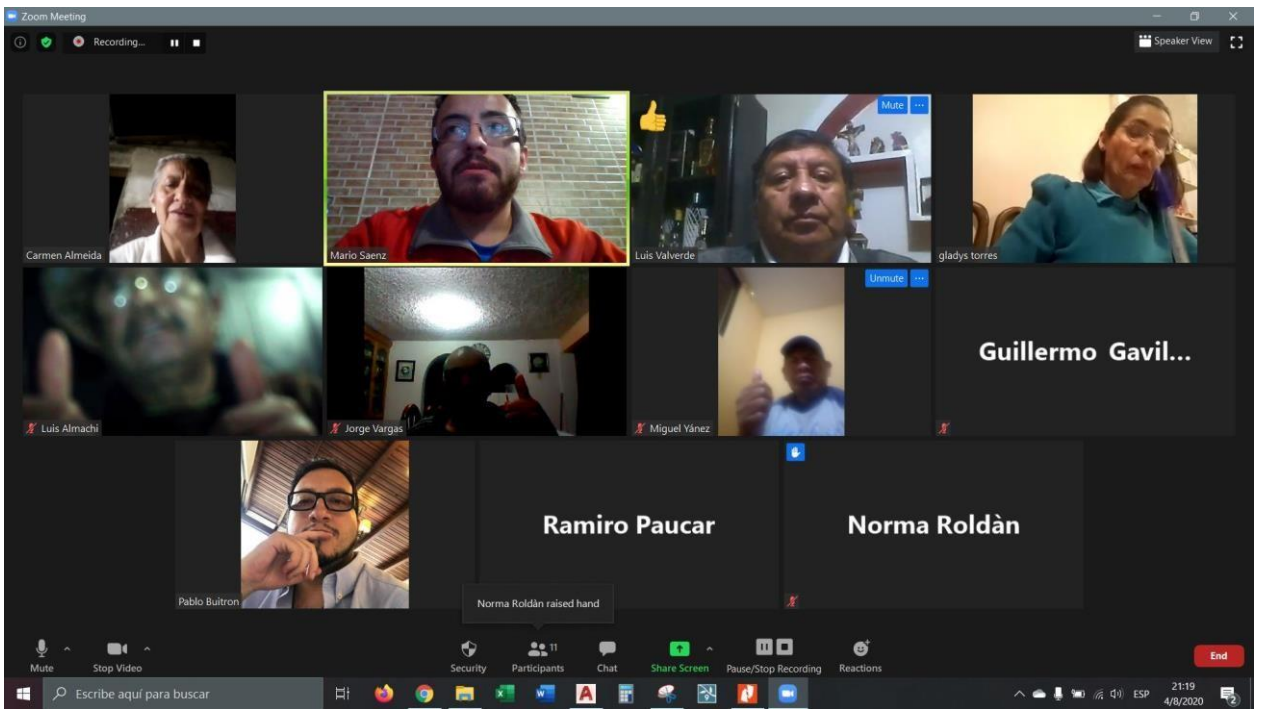 Zoom Meeting
Recording...
Speaker View
Mute
Carmen Almeida
Mario Saenz
Luis Valverde
gladys torres
Unmute
Guillermo Gavil...
Luis Almachi
Jorge Vargas
Miguel Yánez
Ramiro Paucar
Norma Roldàn
Pablo Buitron
Norma Roldàn raised hand
11
Mute
Stop Video
Security
Participants
Chat
Share Screen
Pause/Stop Recording
Reactions
End
Escribe aquí para buscar
ESP
21:19
4/8/2020
2